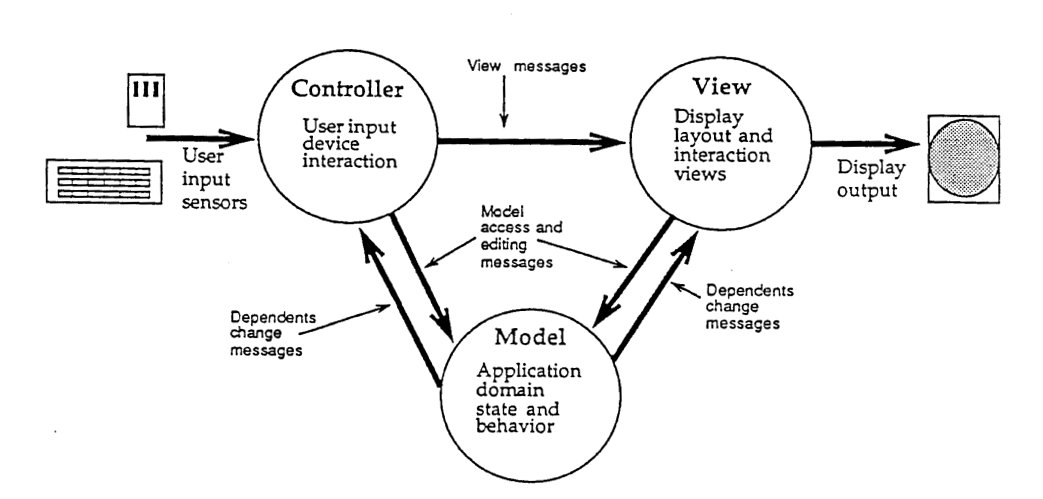 View messages
Controller
User input
device
interaction
View
Display
layout and
interaction
views
User
input
sensors
Display
output
Model
access and
editing
messages
Dependents
change
messages
Dependents
change
messages
Model
Application
domain
state and
behavior